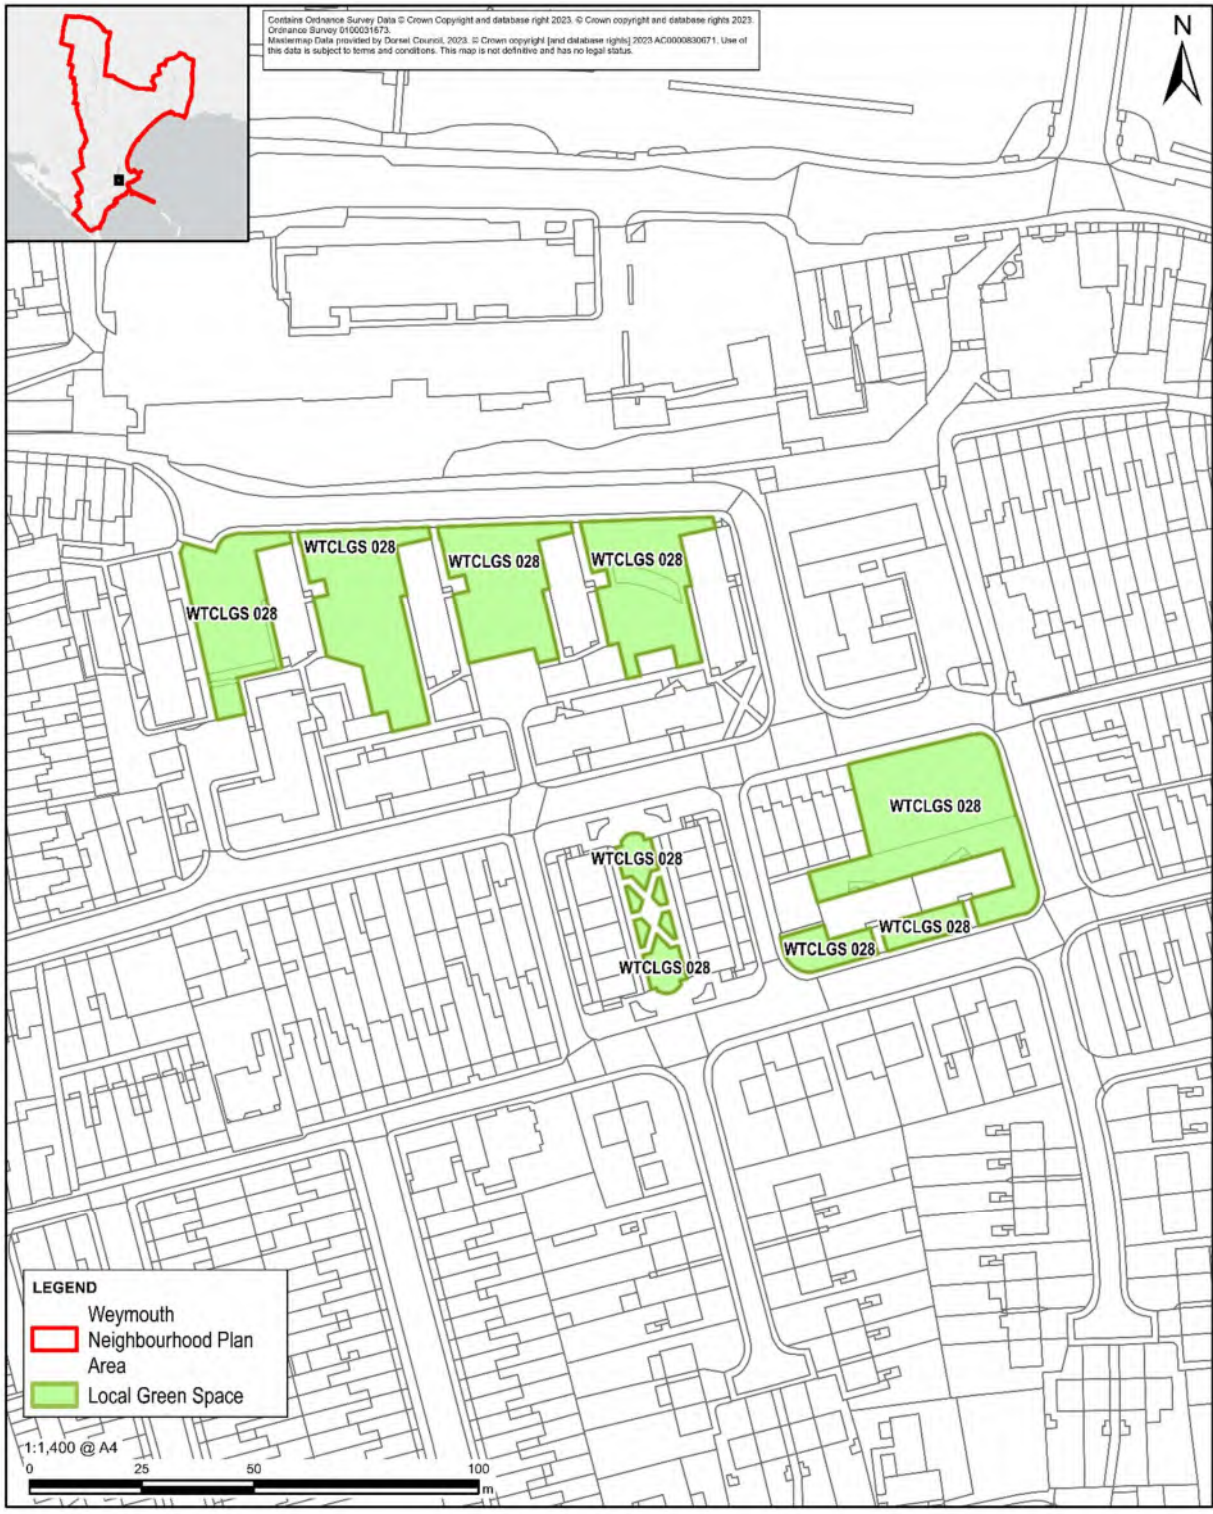 Contains Ordnance Survey Data © Crown Copyright and database right 2023. © Crown copyright and database rights 2023.
Ordnance Survey 0100031673.
Mastermap Data provided by Dorset Council, 2023. © Crown copyright [and database rights] 2023 AC0000830671. Use of
this data is subject to terms and conditions. This map is not definitive and has no legal status.
N
WTCLGS 028
WTCLGS 028
WTCLGS 028
WTCLGS 028
WTCLGS 028
WTCLGS 028
WTCLGS 028
WTCLGS 028
WTCLGS 028
WTCLGS 028
LEGEND
Weymouth
Neighbourhood Plan
Area
Local Green Space
1:1,400 @ A4
0 25 50 100
m